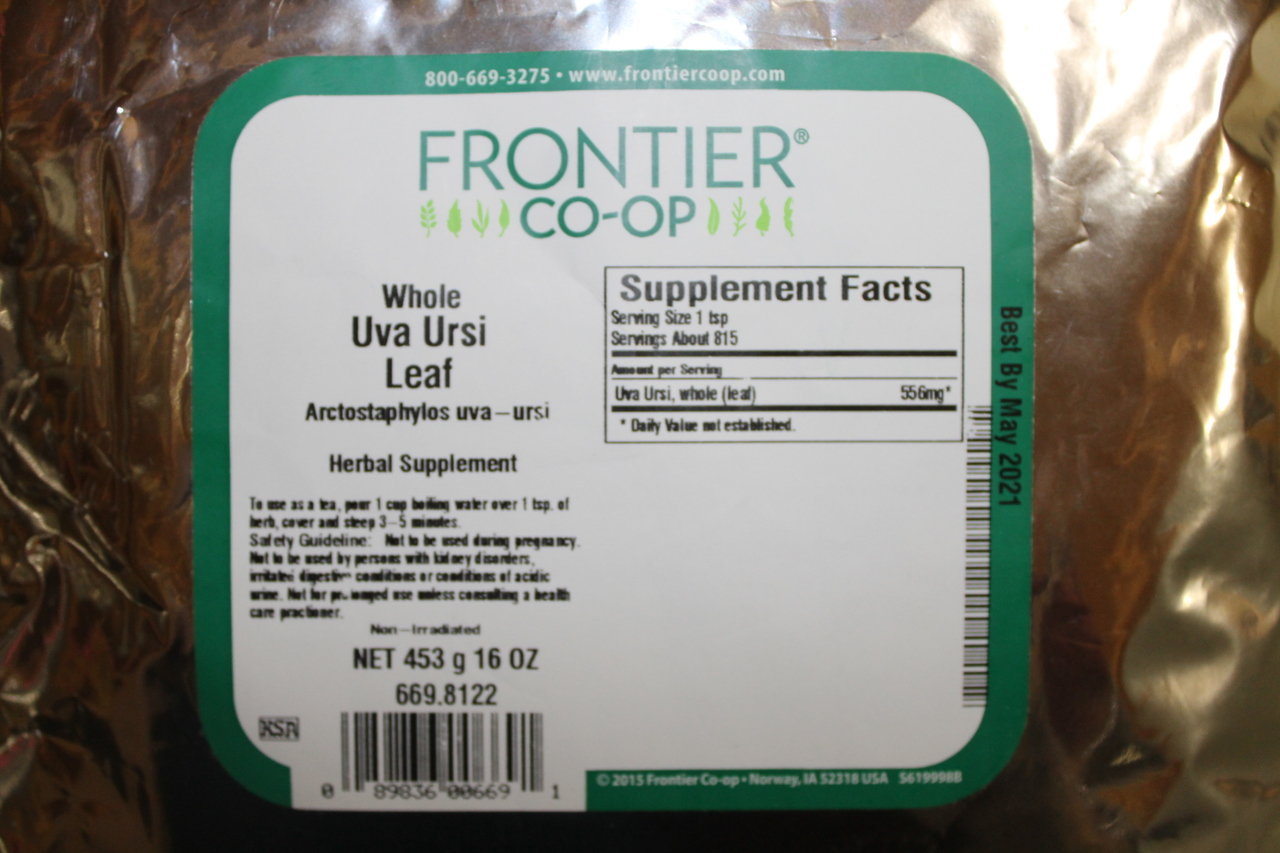 800-669-3275 • www.frontiercoop.com
FRONTIER®
CO-OP
Whole
Uva Ursi
Leaf
Arctostaphylos uva-ursi
Herbal Supplement
To use as a tea, pour 1 cup boiling water over 1 tsp. of
herb, cover and steep 3-5 minutes.
Safety Guideline: Not to be used during pregnancy.
Not to be used by persons with kidney disorders,
irritated digestive conditions or conditions of acidic
urine. Not for prolonged use unless consulting a health
care practioner.
Non-Irradiated
NET 453 g 16 OZ
669.8122
KSA
0 89836 00669 1
Supplement Facts
Serving Size 1 tsp
Servings About 815
Amount per Serving
Uva Ursi, whole (leaf) 556mg*
* Daily Value not established.
Best By May 2021
© 2015 Frontier Co-op • Norway, IA 52318 USA S619998B